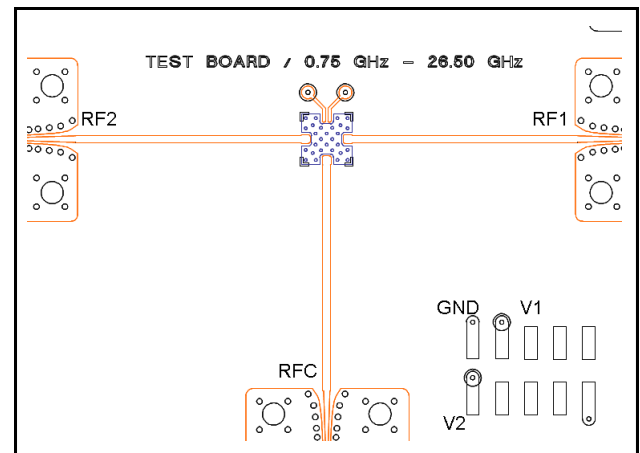 TEST BOARD / 0.75 GHz - 26.50 GHz
RF2
RF1
GND
V1
RFC
V2